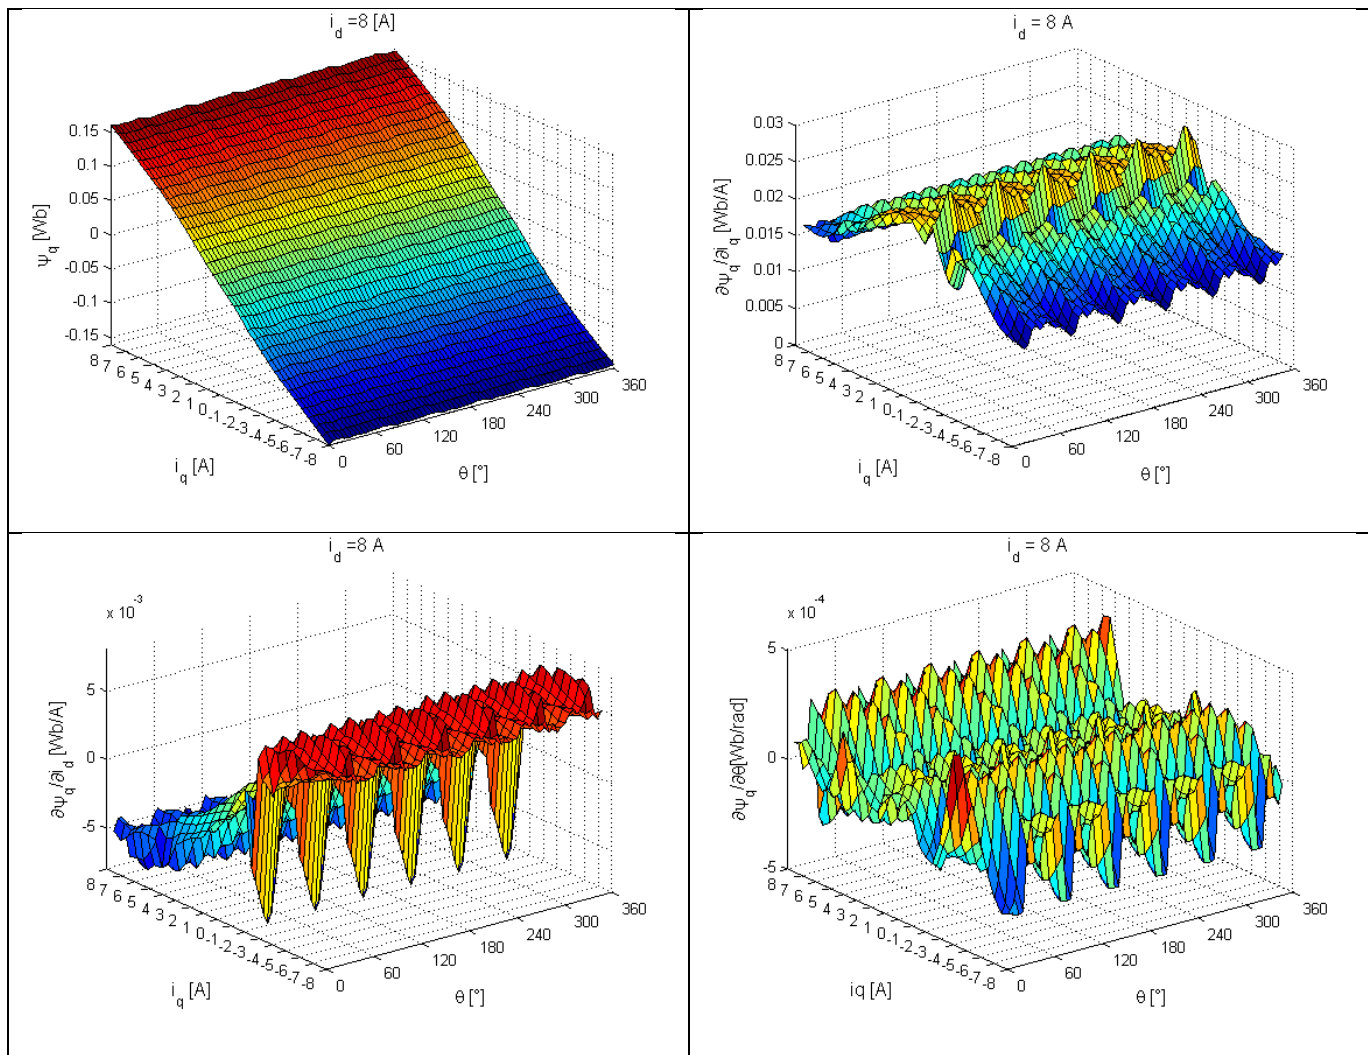 i_d =8 [A]
0.15
0.1
0.05
0
-0.05
-0.1
-0.15
Ψ_q [Wb]
8 7 6 5 4 3 2 1 0 -1 -2 -3 -4 -5 -6 -7 -8
i_q [A]
0 60 120 180 240 300 360
θ [°]
i_d = 8 A
0.03
0.025
0.02
0.015
0.01
0.005
0
∂ψ_q/∂i_q [Wb/A]
8 7 6 5 4 3 2 1 0 -1 -2 -3 -4 -5 -6 -7 -8
i_q [A]
0 60 120 180 240 300 360
θ [°]
i_d =8 A
x 10^-3
5
0
-5
∂ψ_q/∂i_d [Wb/A]
8 7 6 5 4 3 2 1 0 -1 -2 -3 -4 -5 -6 -7 -8
i_q [A]
0 60 120 180 240 300 360
θ [°]
i_d = 8 A
x 10^-4
5
0
-5
∂ψ_q/∂θ[Wb/rad]
8 7 6 5 4 3 2 1 0 -1 -2 -3 -4 -5 -6 -7 -8
iq [A]
0 60 120 180 240 300 360
θ [°]